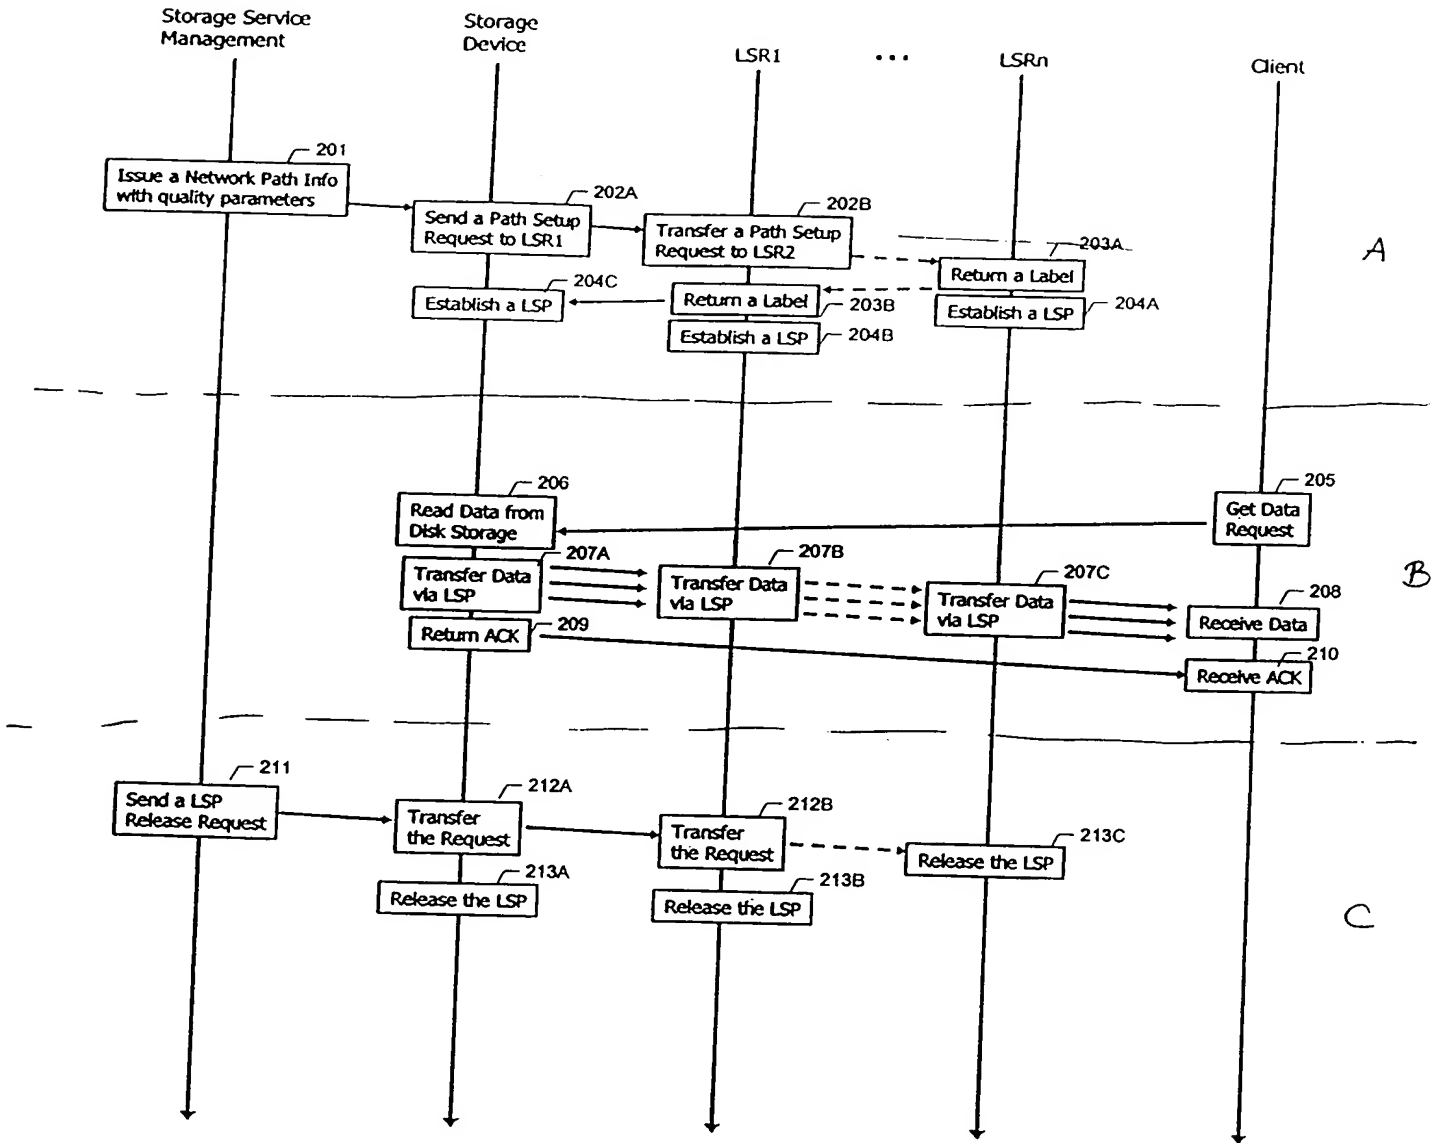 Storage Service
Management
Storage
Device
LSR1
...
LSRn
Client
201
Issue a Network Path Info
with quality parameters
202A
Send a Path Setup
Request to LSR1
202B
Transfer a Path Setup
Request to LSR2
203A
Return a Label
A
204C
Establish a LSP
Return a Label
203B
Establish a LSP
204A
Establish a LSP
204B
206
Read Data from
Disk Storage
205
Get Data
Request
207A
Transfer Data
via LSP
207B
Transfer Data
via LSP
207C
Transfer Data
via LSP
208
Receive Data
B
209
Return ACK
210
Receive ACK
211
Send a LSP
Release Request
212A
Transfer
the Request
212B
Transfer
the Request
213C
Release the LSP
213A
Release the LSP
213B
Release the LSP
C